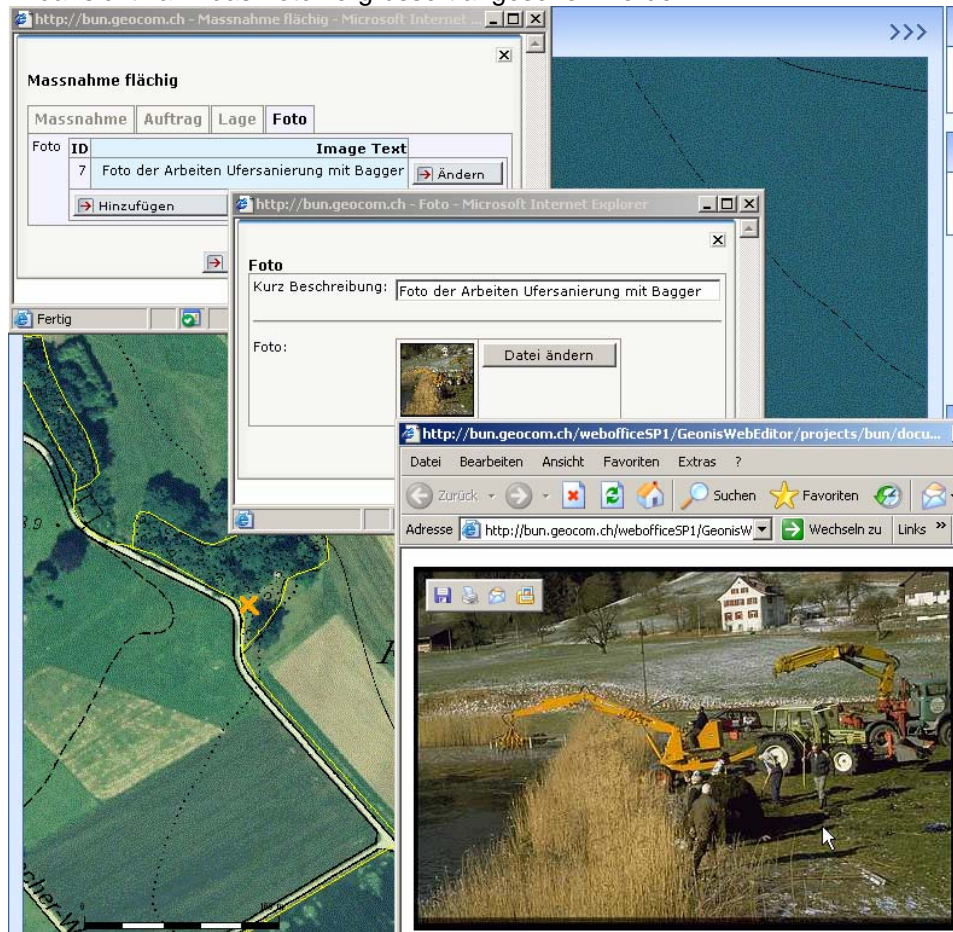 http://bun.geocom.ch - Massnahme flächig - Microsoft Internet ...
>>>
Massnahme flächig
Massnahme Auftrag Lage Foto
Foto ID Image Text
7 Foto der Arbeiten Ufersanierung mit Bagger Ändern
Hinzufügen
Fertig
http://bun.geocom.ch - Foto - Microsoft Internet Explorer
Foto
Kurz Beschreibung: Foto der Arbeiten Ufersanierung mit Bagger
Foto: Datei ändern
http://bun.geocom.ch/webofficeSP1/GeonisWebEditor/projects/bun/docu...
Datei Bearbeiten Ansicht Favoriten Extras ?
Zurück Suchen Favoriten
Adresse http://bun.geocom.ch/webofficeSP1/GeonisW Wechseln zu Links »
0